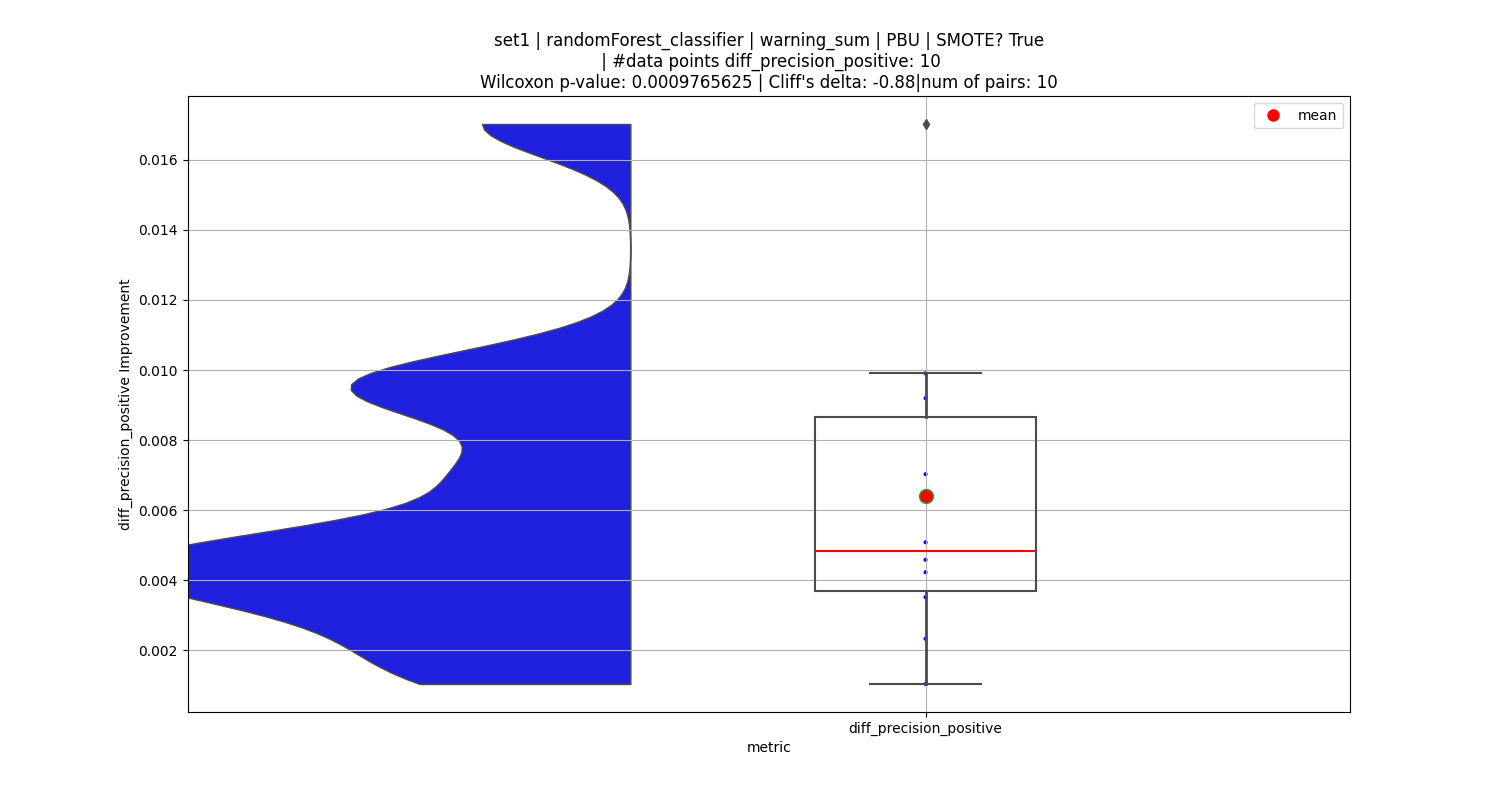 set1 | randomForest_classifier | warning_sum | PBU | SMOTE? True
| #data points diff_precision_positive: 10
Wilcoxon p-value: 0.0009765625 | Cliff's delta: -0.88|num of pairs: 10
mean
0.016
0.014
0.012
0.010
0.008
0.006
0.004
0.002
diff_precision_positive Improvement
diff_precision_positive
metric